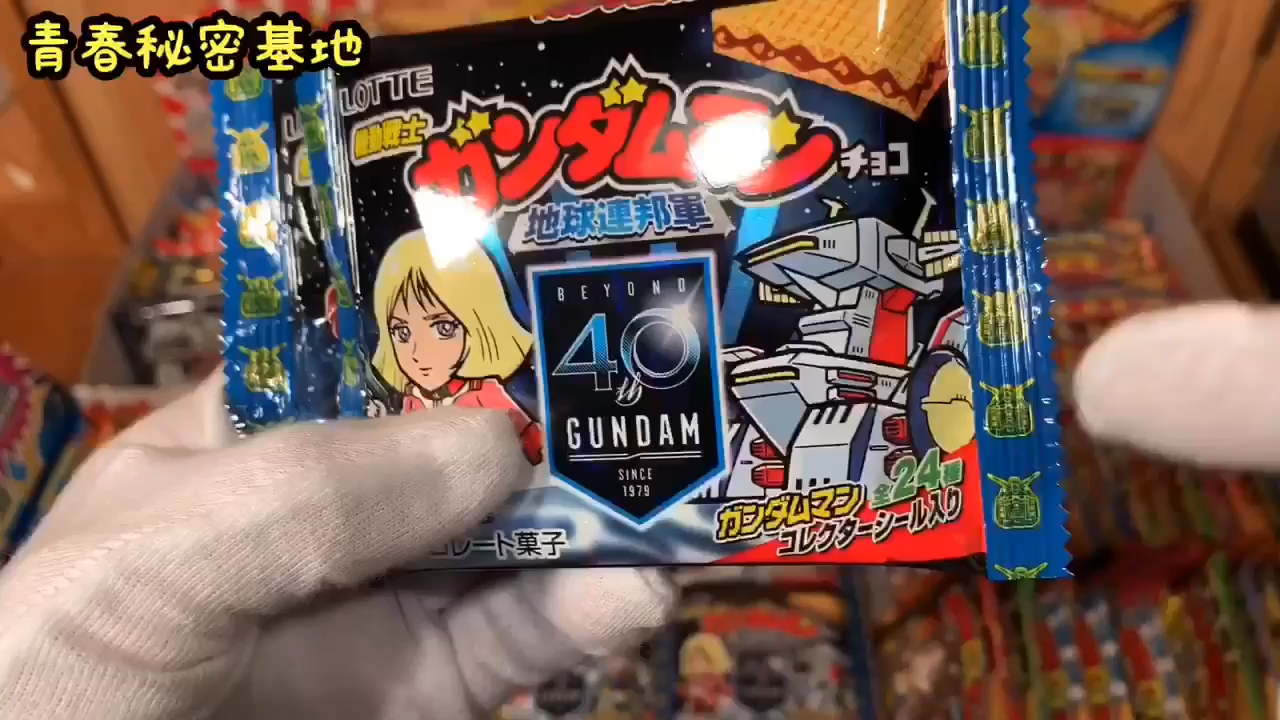 青春秘密基地
LOTTE
機動戦士
ガンダムマン
チョコ
地球連邦軍
BEYOND
40th
GUNDAM
SINCE
1979
ガンダムマン 全24種
コレクターシール入り
コレート菓子